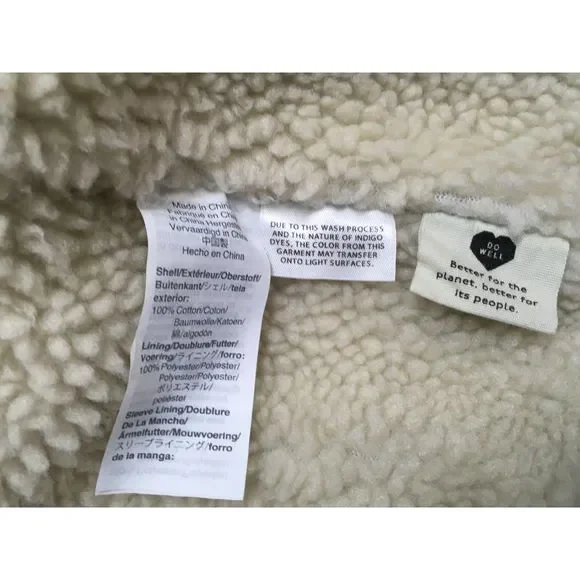 Made in China/
Fabriqué en Chine
in China Hergestellt
Vervaardigd in China
中国製
Hecho en China
Shell/Extérieur/Oberstoff/
Buitenkant/シェル/tela
exterior:
100% Cotton/Coton/
Baumwolle/Katoen/
綿/algodón
Lining/Doublure/Futter/
Voering/ライニング/forro:
100% Polyester/Polyester/
Polyester/Polyester/
ポリエステル/
poliéster
Sleeve Lining/Doublure
De La Manche/
Ärmelfutter/Mouwvoering/
スリーブライニング/forro
de la manga:
DUE TO THIS WASH PROCESS
AND THE NATURE OF INDIGO
DYES, THE COLOR FROM THIS
GARMENT MAY TRANSFER
ONTO LIGHT SURFACES.
DO
WELL
Better for the
planet, better for
its people.